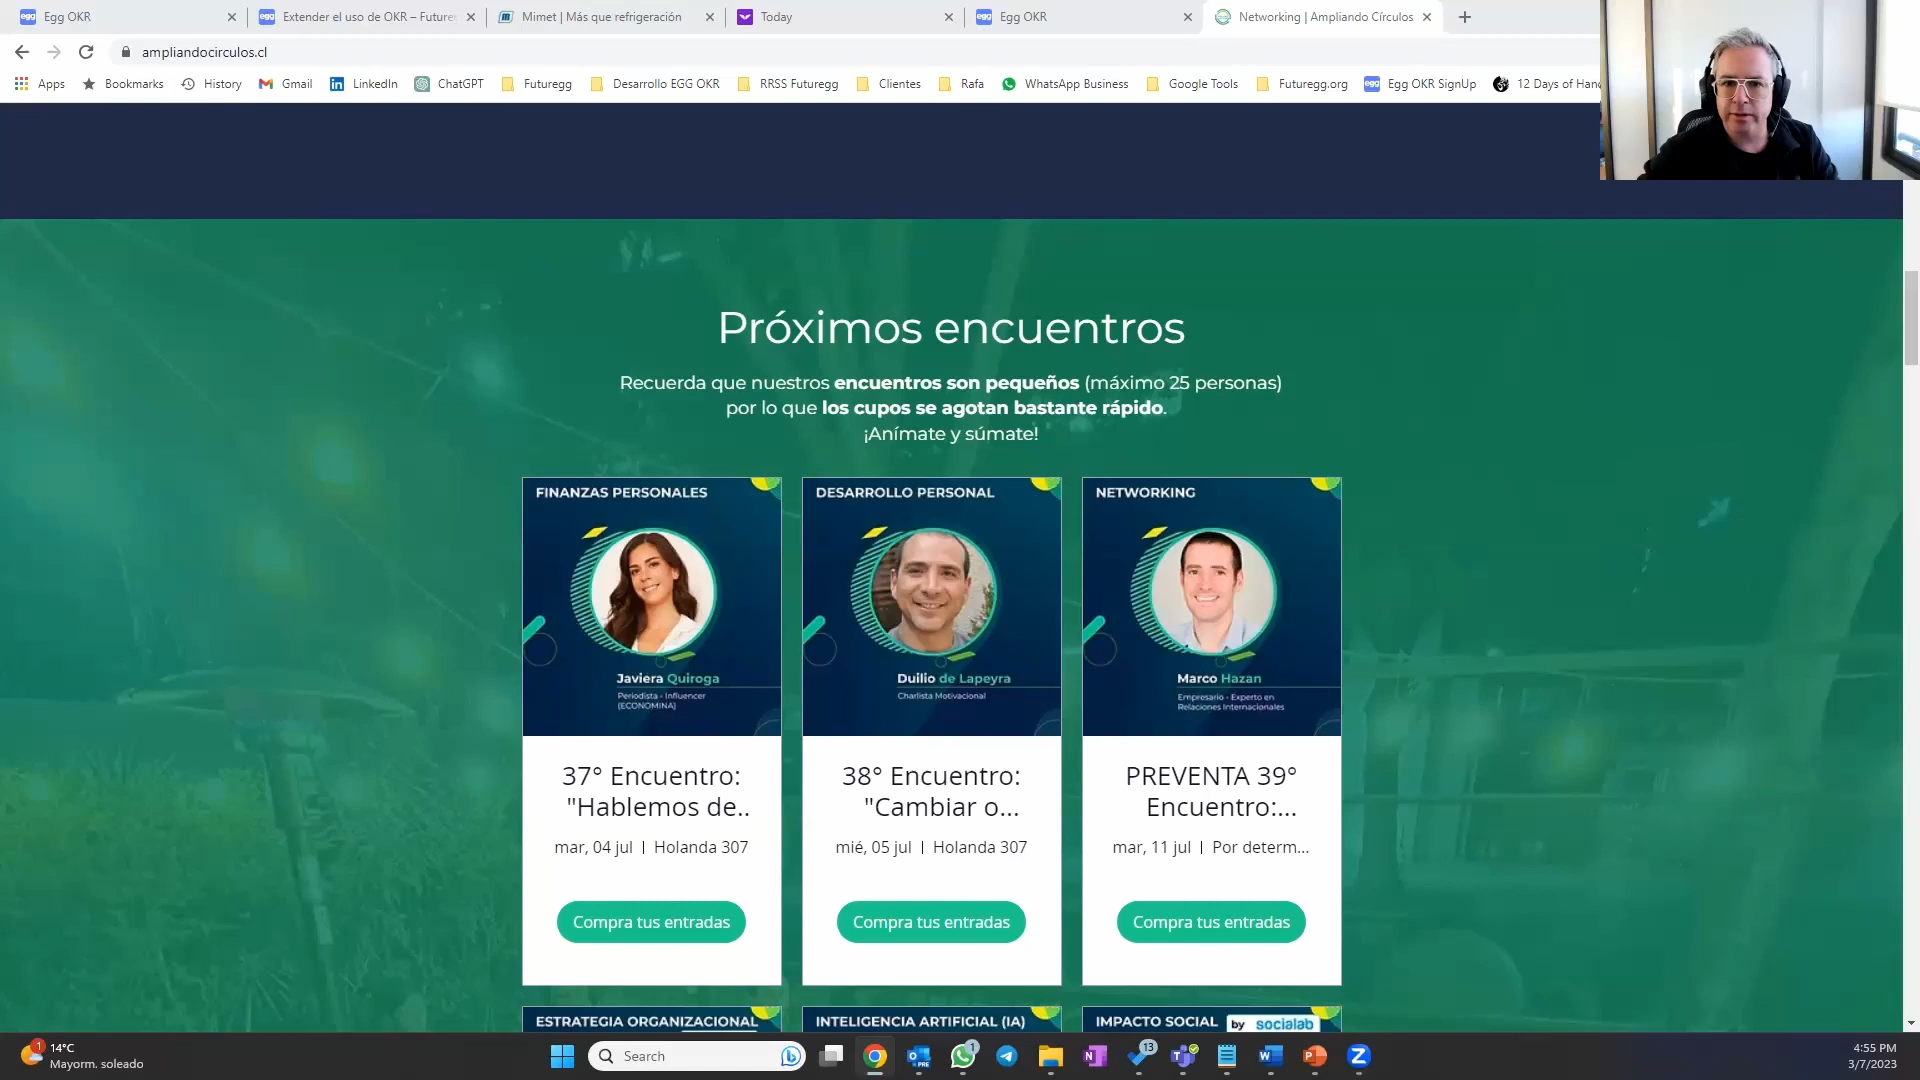 Egg OKR
Extender el uso de OKR – Future
Mimet | Más que refrigeración
Today
Egg OKR
Networking | Ampliando Círculos
ampliandocirculos.cl
Apps
Bookmarks
History
Gmail
LinkedIn
ChatGPT
Futuregg
Desarrollo EGG OKR
RRSS Futuregg
Clientes
Rafa
WhatsApp Business
Google Tools
Futuregg.org
Egg OKR SignUp
12 Days of Han
Próximos encuentros
Recuerda que nuestros encuentros son pequeños (máximo 25 personas)
por lo que los cupos se agotan bastante rápido.
¡Anímate y súmate!
FINANZAS PERSONALES
Javiera Quiroga
Periodista - Influencer
(ECONOMINA)
37° Encuentro:
"Hablemos de..
mar, 04 jul | Holanda 307
Compra tus entradas
DESARROLLO PERSONAL
Duilio de Lapeyra
Charlista Motivacional
38° Encuentro:
"Cambiar o...
mié, 05 jul | Holanda 307
Compra tus entradas
NETWORKING
Marco Hazan
Empresario - Experto en
Relaciones Internacionales
PREVENTA 39°
Encuentro:...
mar, 11 jul | Por determ...
Compra tus entradas
ESTRATEGIA ORGANIZACIONAL
INTELIGENCIA ARTIFICIAL (IA)
IMPACTO SOCIAL by socialab
1
14°C
Mayorm. soleado
Search
PRE
1
13
4:55 PM
3/7/2023